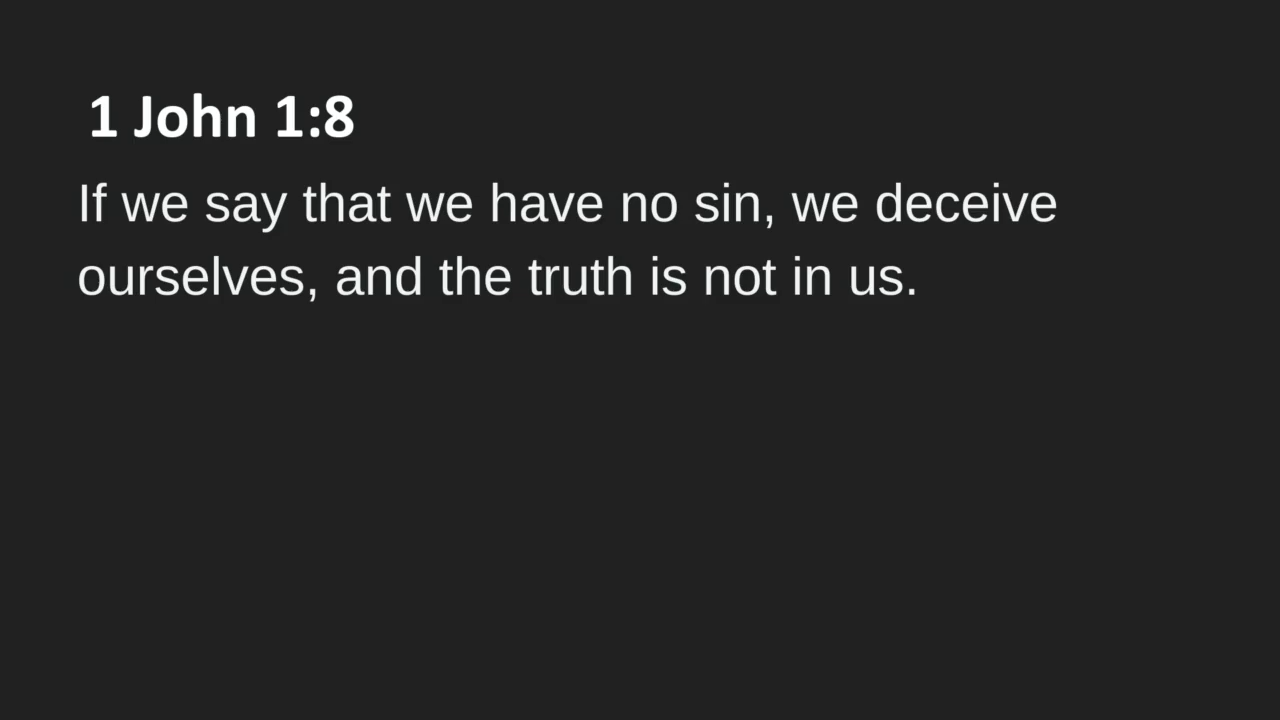 1 John 1:8
If we say that we have no sin, we deceive
ourselves, and the truth is not in us.